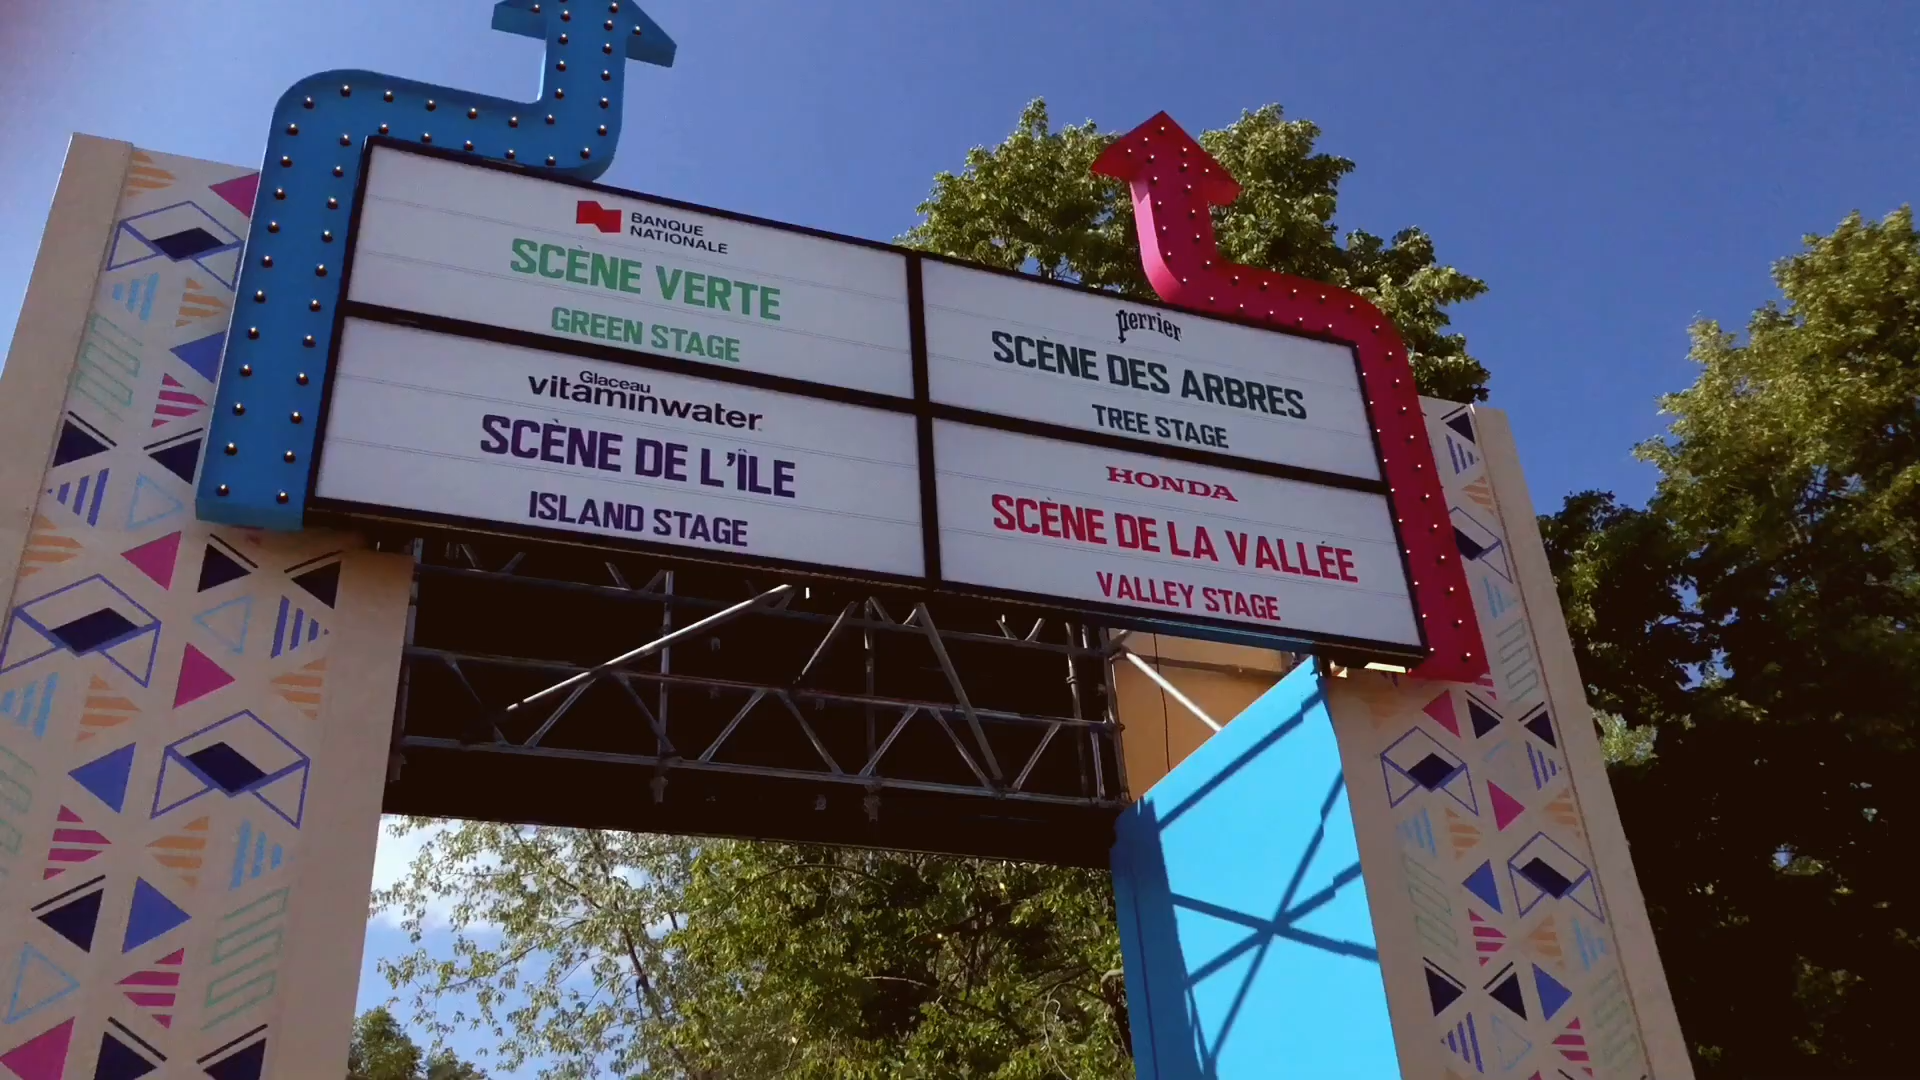 BANQUE
NATIONALE
SCÈNE VERTE
GREEN STAGE
Glaceau
vitaminwater
SCÈNE DE L'ÎLE
ISLAND STAGE
perrier
SCÈNE DES ARBRES
TREE STAGE
HONDA
SCÈNE DE LA VALLÉE
VALLEY STAGE